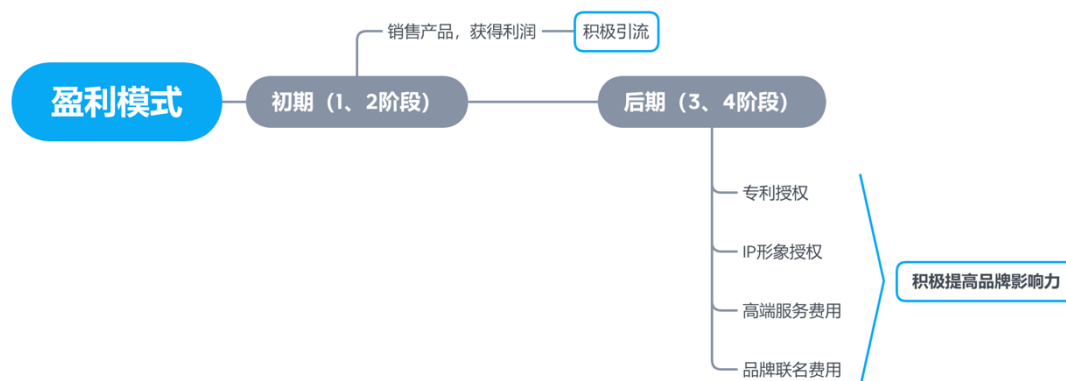 销售产品，获得利润
积极引流
盈利模式
初期（1、2阶段）
后期（3、4阶段）
专利授权
IP形象授权
高端服务费用
品牌联名费用
积极提高品牌影响力